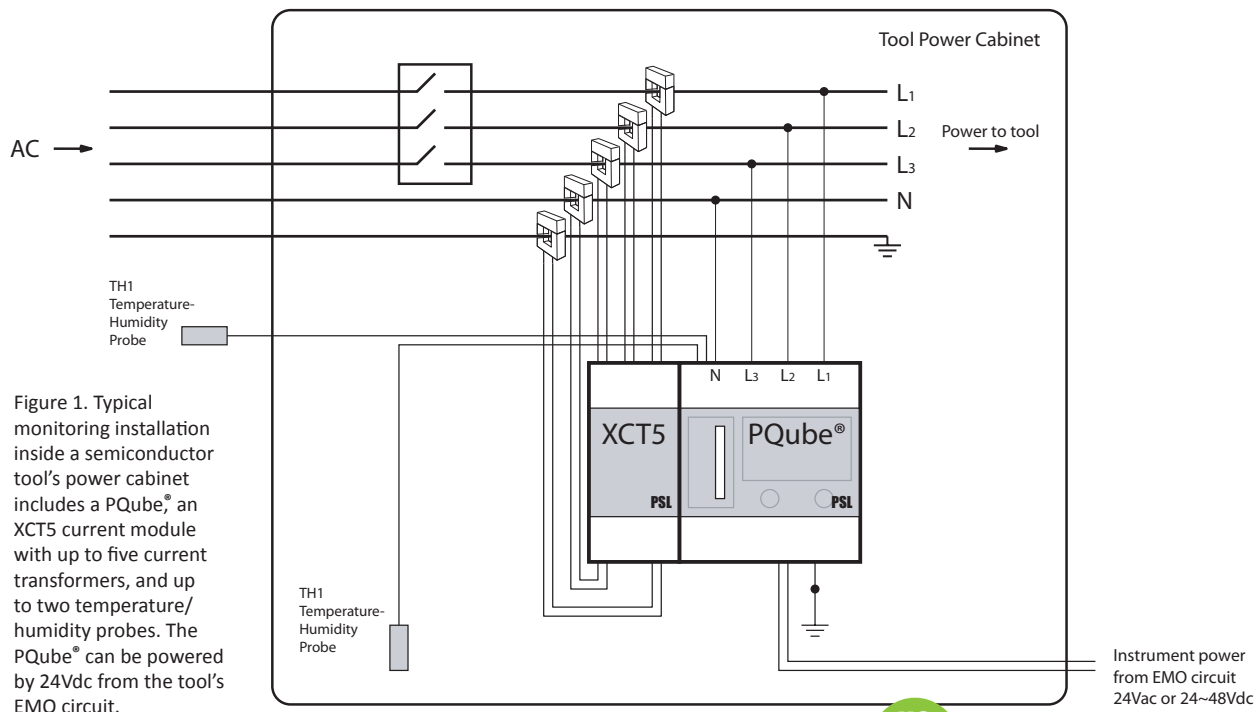 Tool Power Cabinet
L1
L2
L3
N
AC
Power to tool
TH1
Temperature-
Humidity
Probe
N L3 L2 L1
XCT5
PQube®
PSL
PSL
Figure 1. Typical
monitoring installation
inside a semiconductor
tool’s power cabinet
includes a PQube,® an
XCT5 current module
with up to five current
transformers, and up
to two temperature/
humidity probes. The
PQube® can be powered
by 24Vdc from the tool’s
EMO circuit.
TH1
Temperature-
Humidity
Probe
Instrument power
from EMO circuit
24Vac or 24~48Vdc